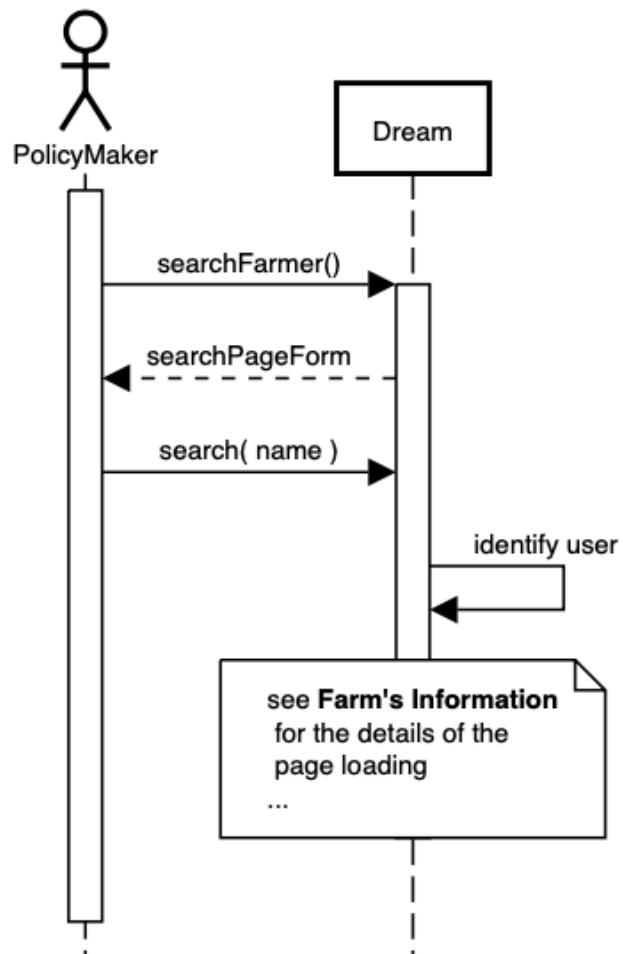 PolicyMaker
Dream
searchFarmer()
searchPageForm
search( name )
identify user
see Farm's Information
for the details of the
page loading
...